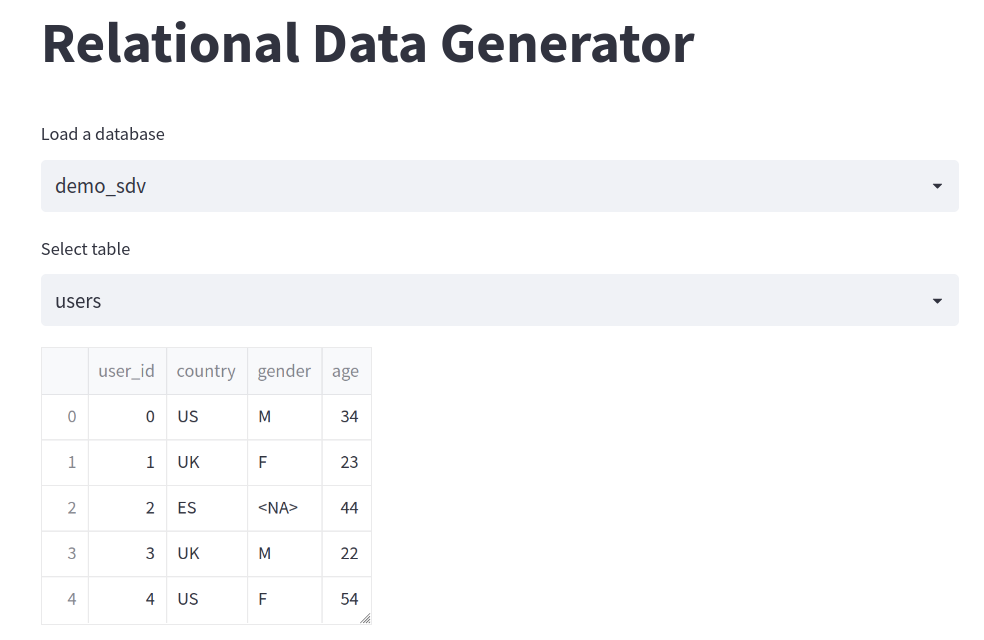 Relational Data Generator
Load a database
demo_sdv
Select table
users
user_id country gender age
0 0 US M 34
1 1 UK F 23
2 2 ES <NA> 44
3 3 UK M 22
4 4 US F 54